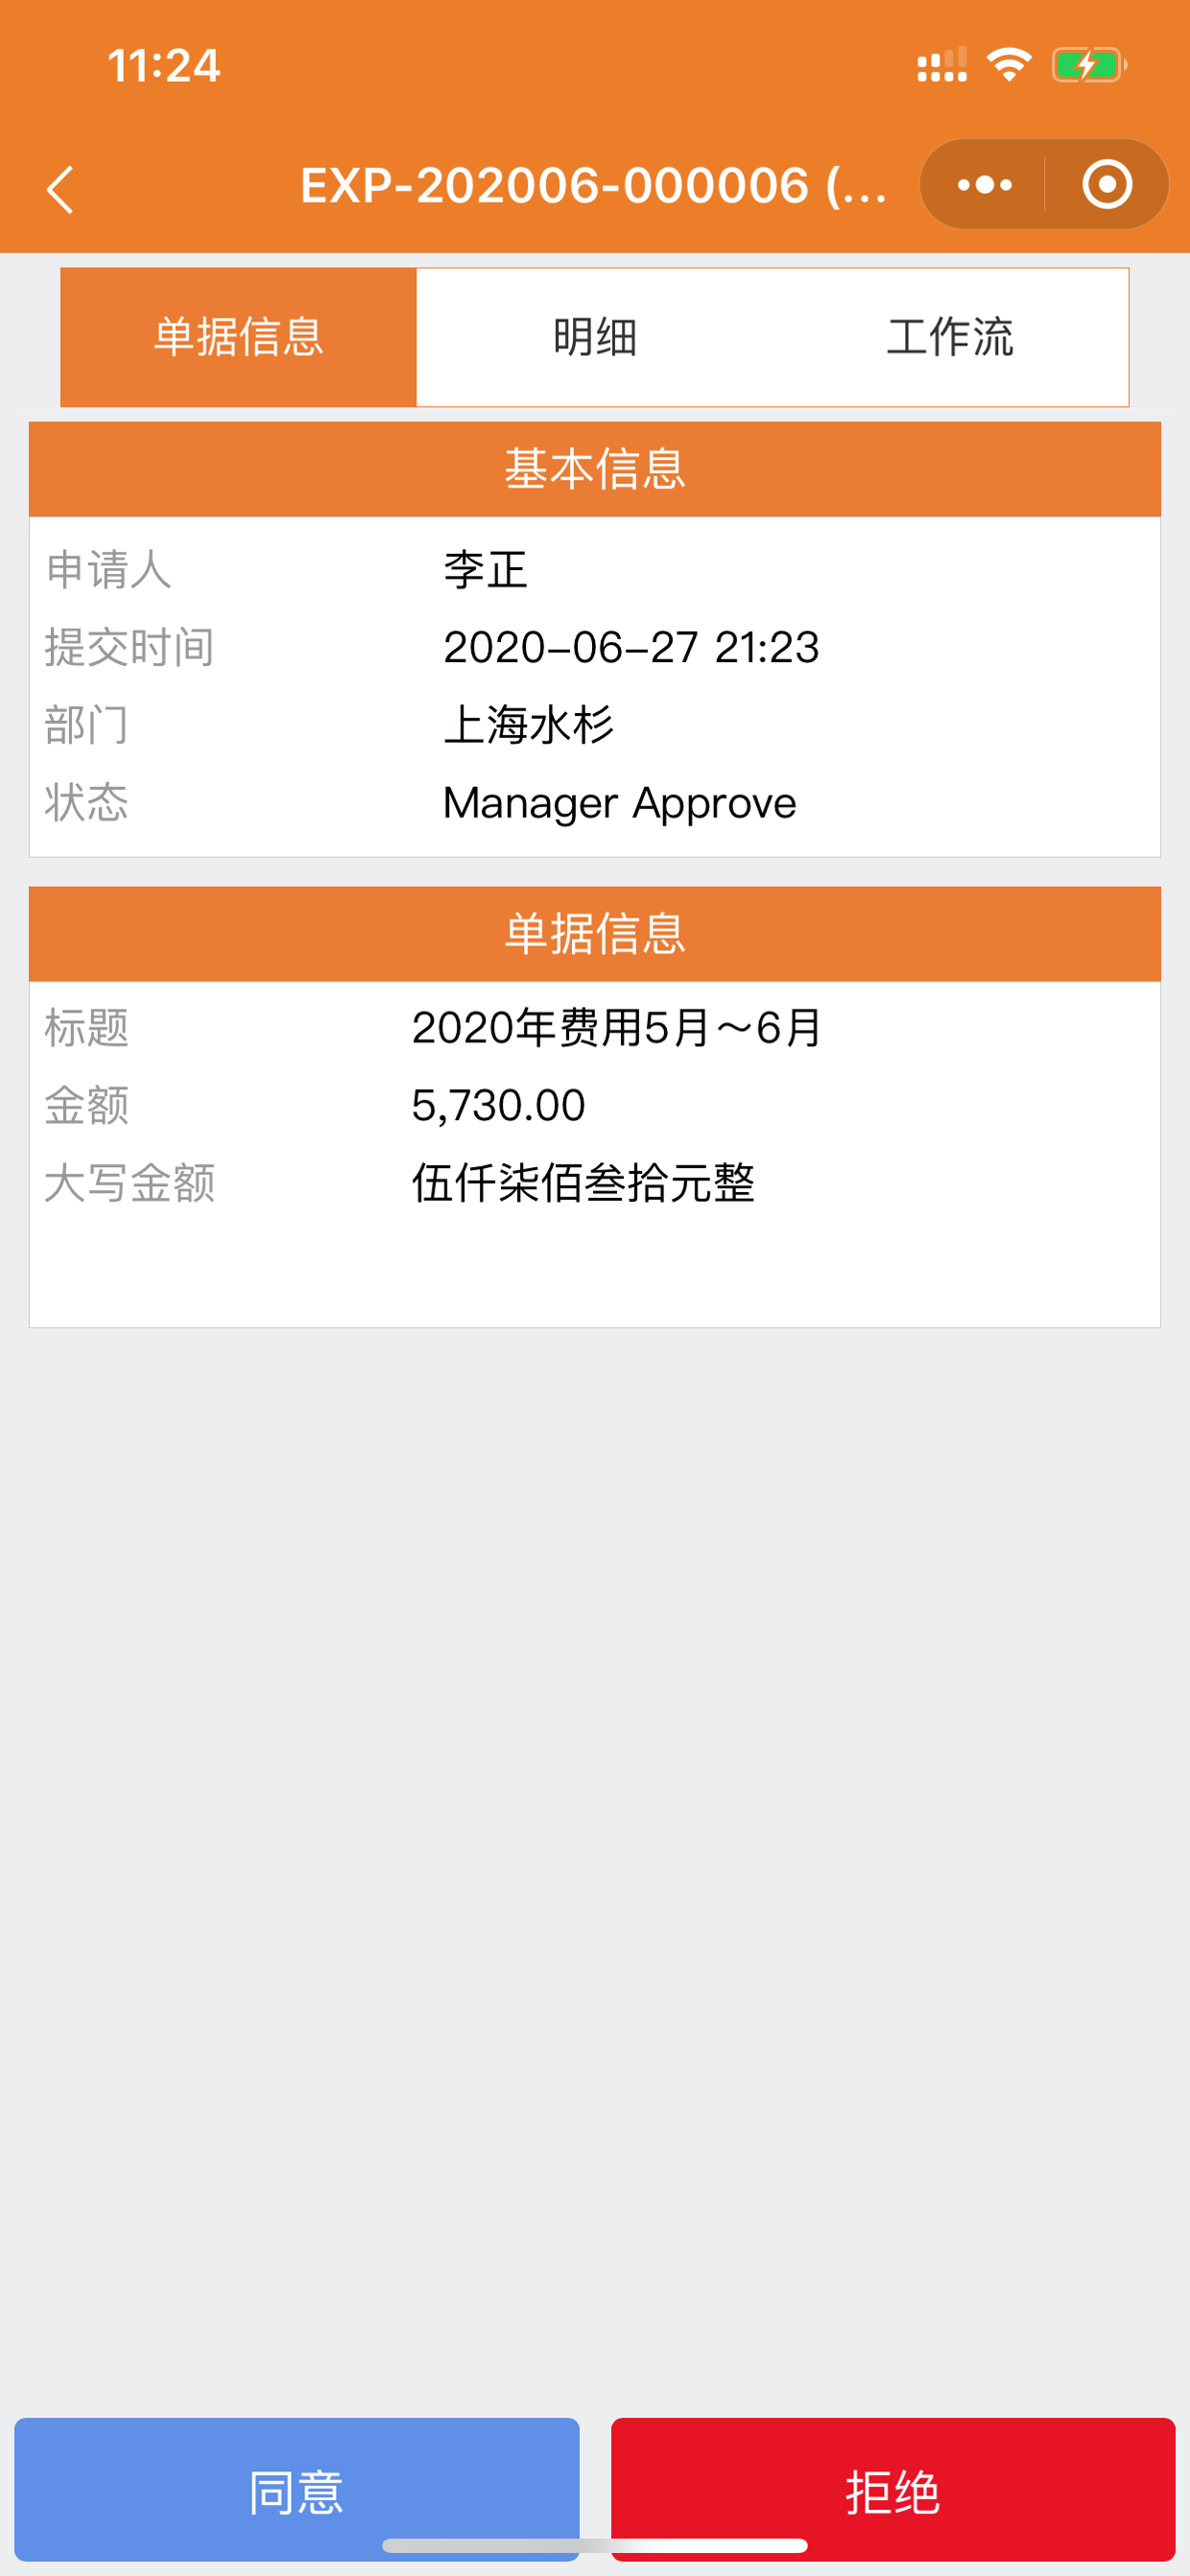 11:24
EXP-202006-000006 (...
单据信息 明细 工作流
基本信息
申请人 李正
提交时间 2020-06-27 21:23
部门 上海水杉
状态 Manager Approve
单据信息
标题 2020年费用5月～6月
金额 5,730.00
大写金额 伍仟柒佰叁拾元整
同意 拒绝